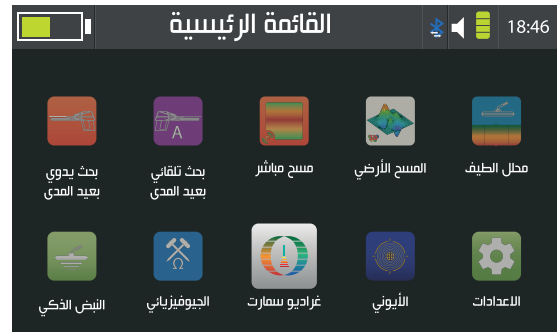 القائمة الرئيسية
18:46
محلل الطيف
المسح الأرضي
مسح مباشر
بحث تلقائي
بعيد المدى
A
بحث يدوي
بعيد المدى
الاعدادات
الأيوني
غراديو سمارت
الجيوفيزيائي
Ω
النبض الذكي